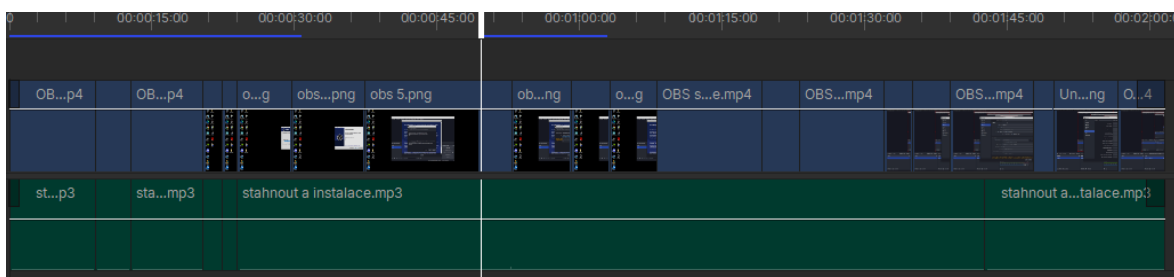 0 00:00:15:00 00:00:30:00 00:00:45:00 00:01:00:00 00:01:15:00 00:01:30:00 00:01:45:00 00:02:00:
OB...p4 OB...p4 o...g obs...png obs 5.png ob...ng o...g OBS s...e.mp4 OBS...mp4 OBS...mp4 Un...ng O...4
st...p3 sta...mp3 stahnout a instalace.mp3 stahnout a...talace.mp3